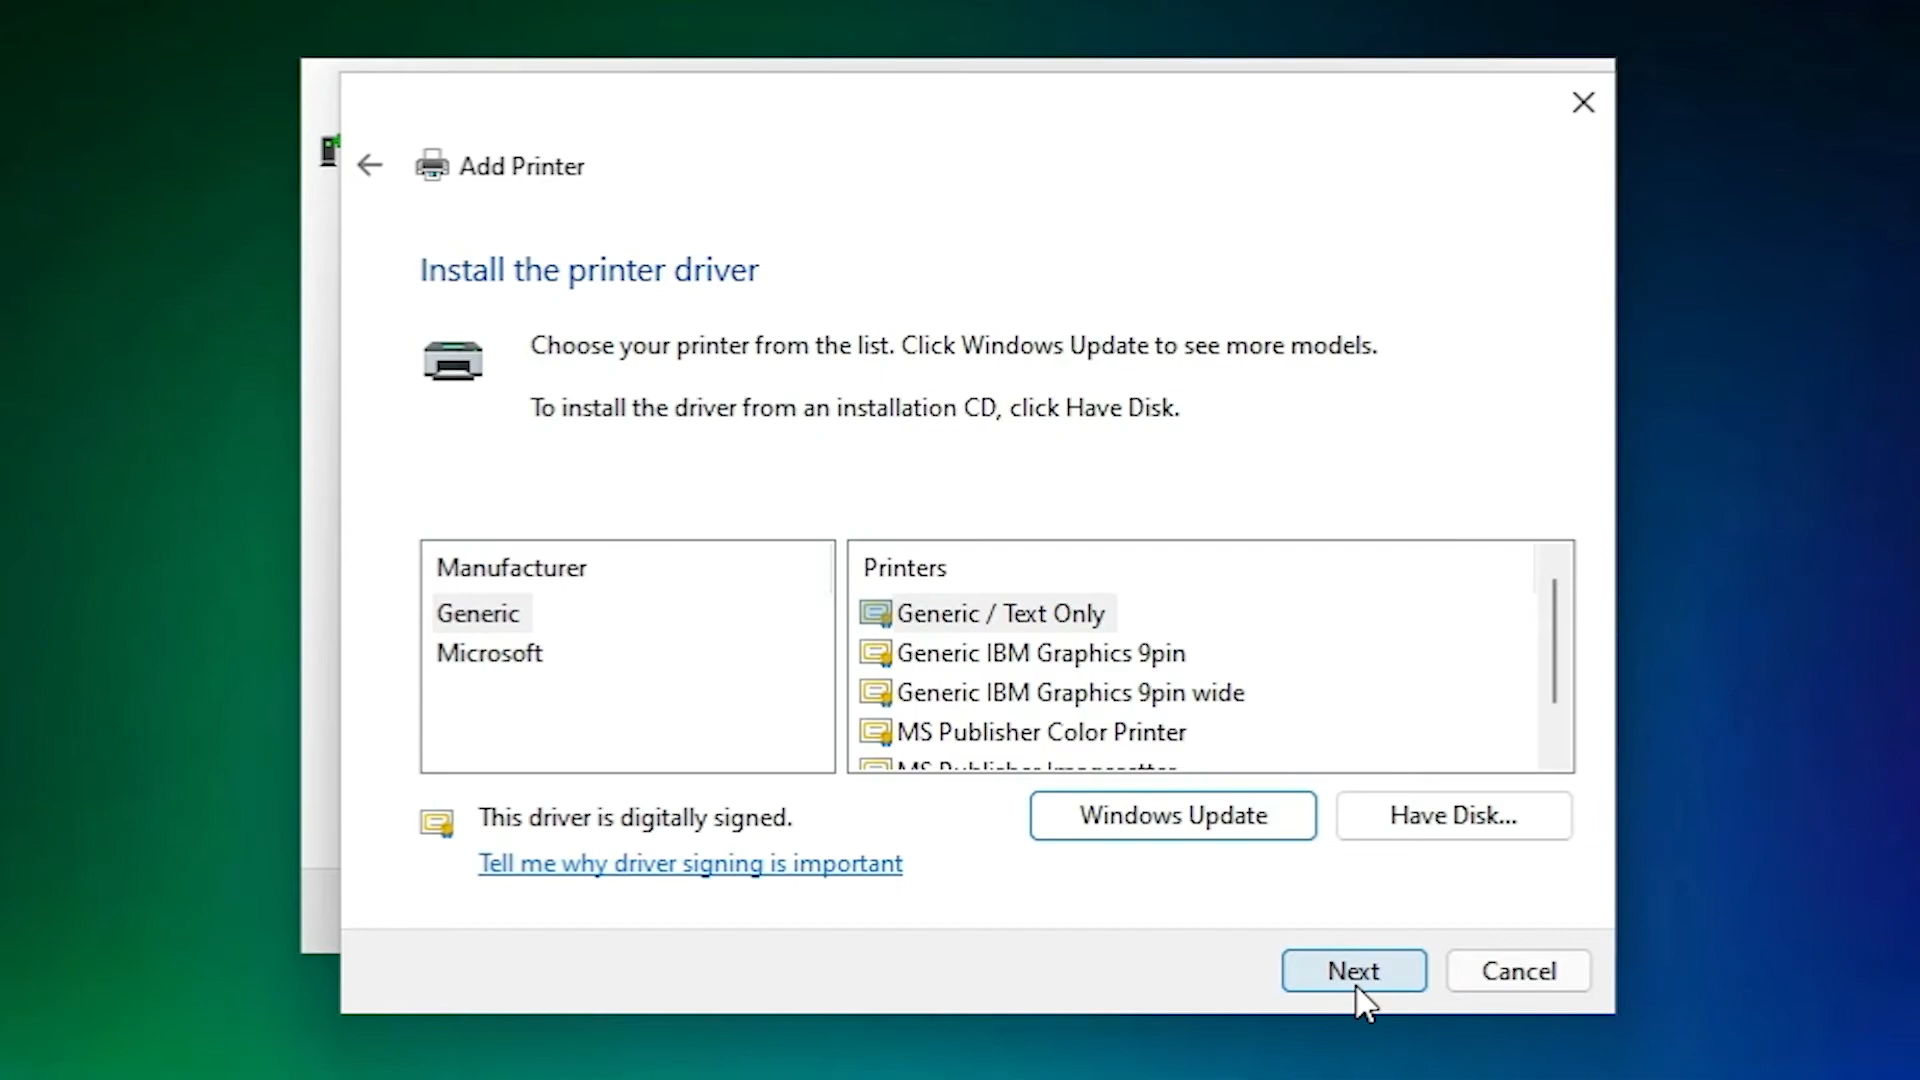 Add Printer
Install the printer driver
Choose your printer from the list. Click Windows Update to see more models.
To install the driver from an installation CD, click Have Disk.
Manufacturer
Generic
Microsoft
Printers
Generic / Text Only
Generic IBM Graphics 9pin
Generic IBM Graphics 9pin wide
MS Publisher Color Printer
MS Publisher Imagesetter
This driver is digitally signed.
Tell me why driver signing is important
Windows Update
Have Disk...
Next
Cancel